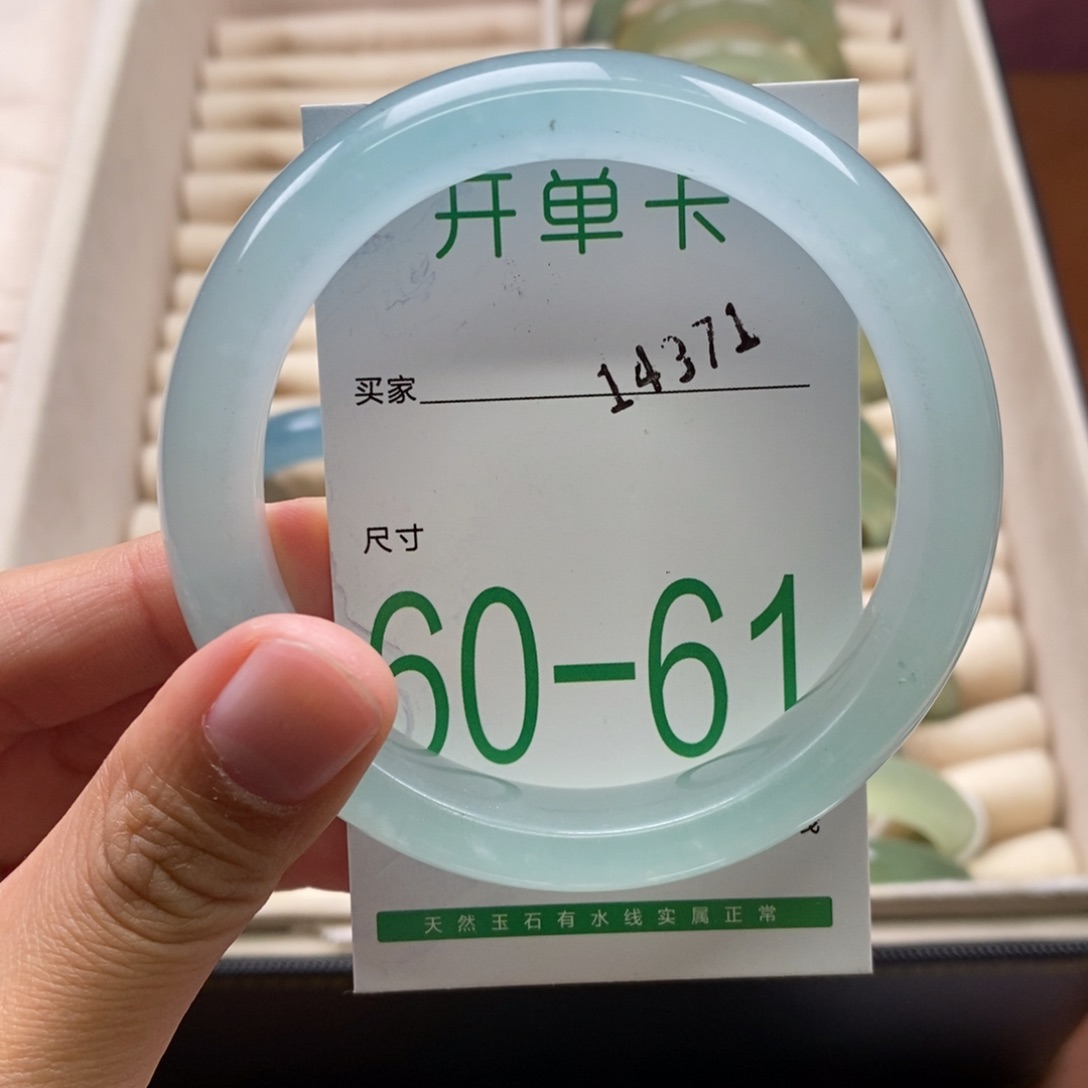 开单卡
14371
买家
尺寸
60-61
天然玉石有水线实属正常